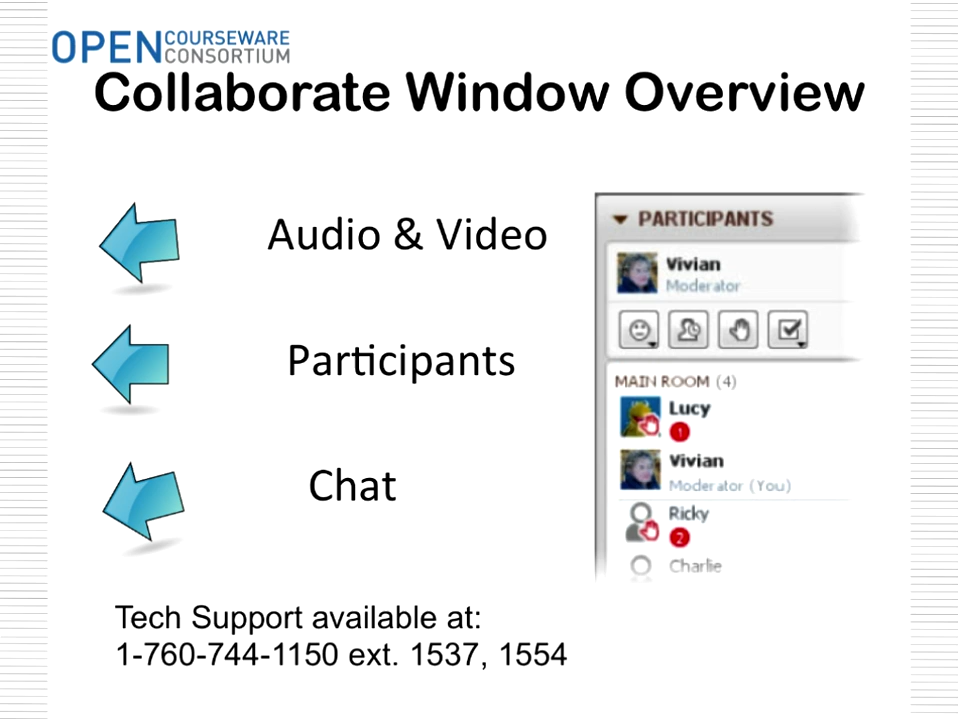 OPEN COURSEWARE
CONSORTIUM
Collaborate Window Overview
Audio & Video
Participants
Chat
PARTICIPANTS
Vivian
Moderator
MAIN ROOM (4)
Lucy
1
Vivian
Moderator (You)
Ricky
2
Charlie
Tech Support available at:
1-760-744-1150 ext. 1537, 1554